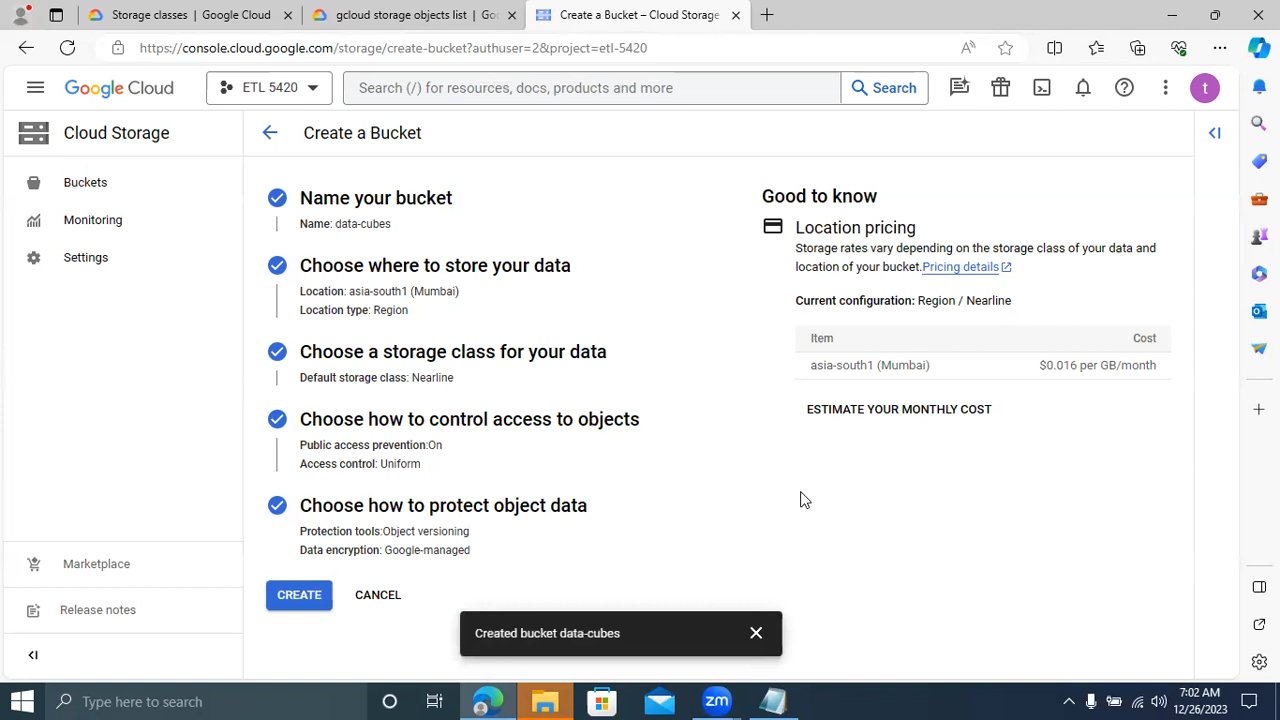 Storage classes | Google Cloud
gcloud storage objects list | Goo
Create a Bucket – Cloud Storage
https://console.cloud.google.com/storage/create-bucket?authuser=2&project=etl-5420
Google Cloud
ETL 5420
Search (/) for resources, docs, products and more
Search
t
Cloud Storage
Create a Bucket
Buckets
Monitoring
Settings
Marketplace
Release notes
Name your bucket
Name: data-cubes
Choose where to store your data
Location: asia-south1 (Mumbai)
Location type: Region
Choose a storage class for your data
Default storage class: Nearline
Choose how to control access to objects
Public access prevention:On
Access control: Uniform
Choose how to protect object data
Protection tools:Object versioning
Data encryption: Google-managed
CREATE
CANCEL
Good to know
Location pricing
Storage rates vary depending on the storage class of your data and
location of your bucket.Pricing details
Current configuration: Region / Nearline
Item Cost
asia-south1 (Mumbai) $0.016 per GB/month
ESTIMATE YOUR MONTHLY COST
Created bucket data-cubes
Type here to search
zm
7:02 AM
12/26/2023